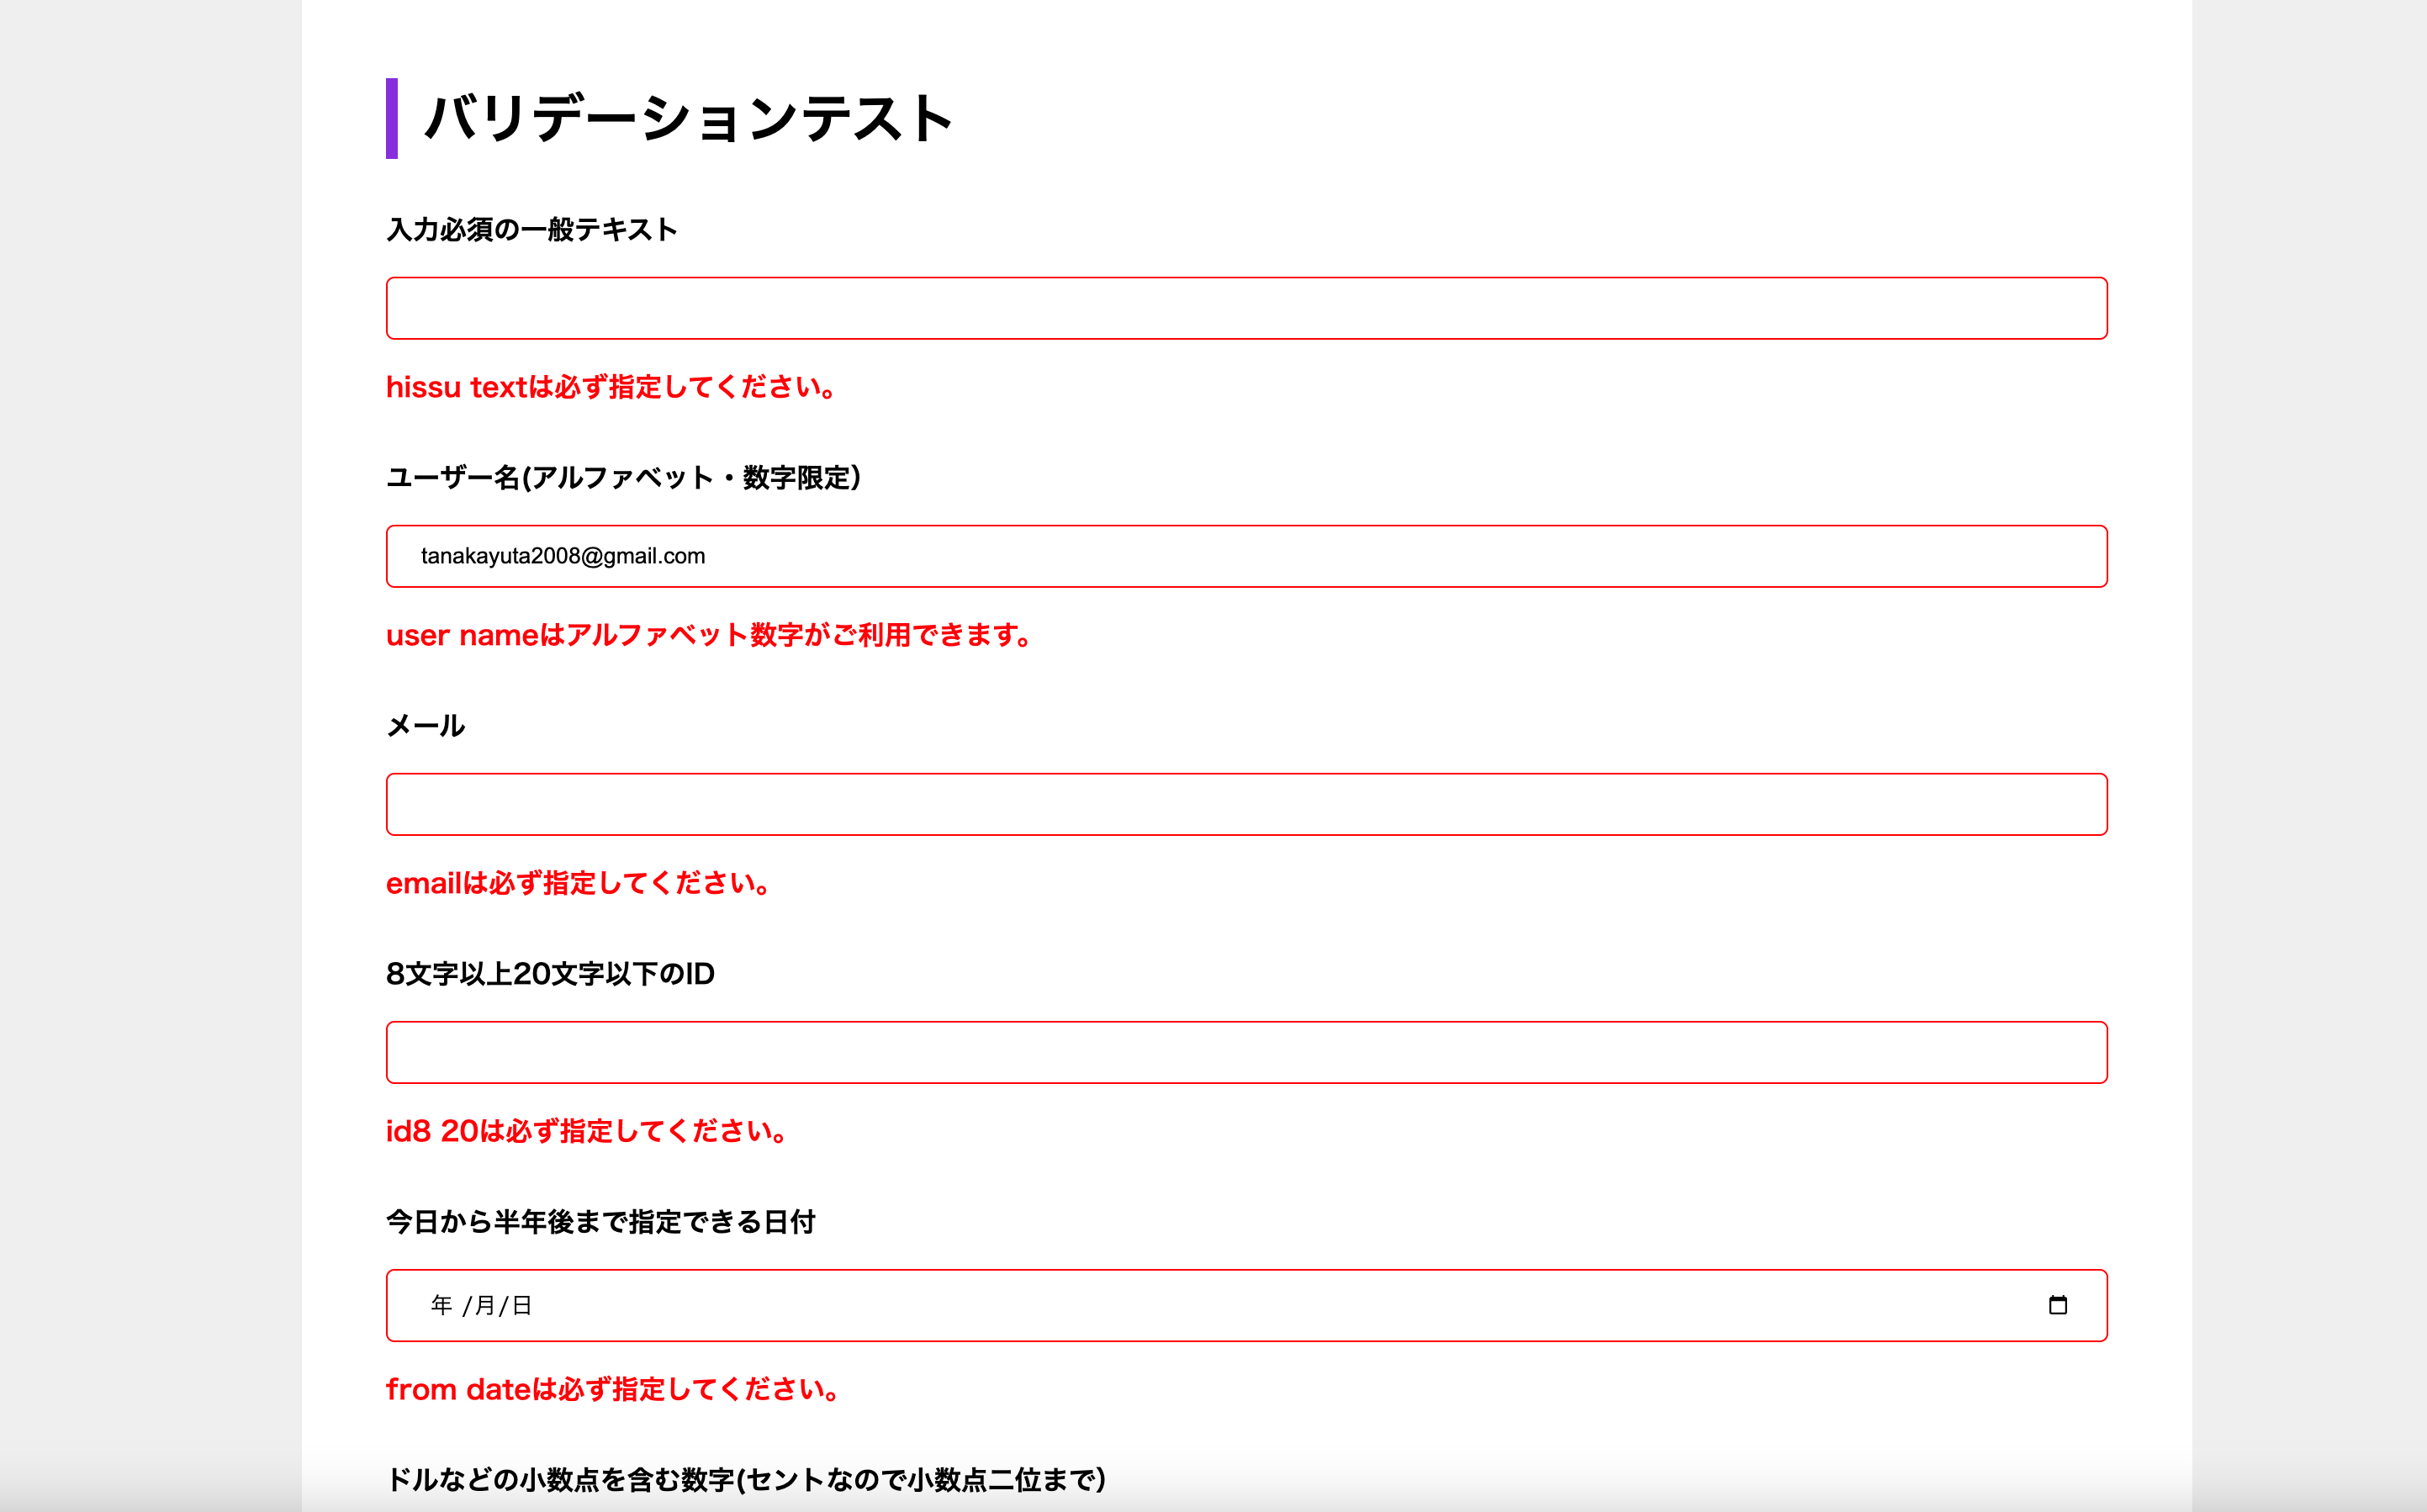 バリデーションテスト
入力必須の一般テキスト
hissu textは必ず指定してください。
ユーザー名(アルファベット・数字限定)
tanakayuta2008@gmail.com
user nameはアルファベット数字がご利用できます。
メール
emailは必ず指定してください。
8文字以上20文字以下のID
id8 20は必ず指定してください。
今日から半年後まで指定できる日付
年 /月/日
from dateは必ず指定してください。
ドルなどの小数点を含む数字(セントなので小数点二位まで)